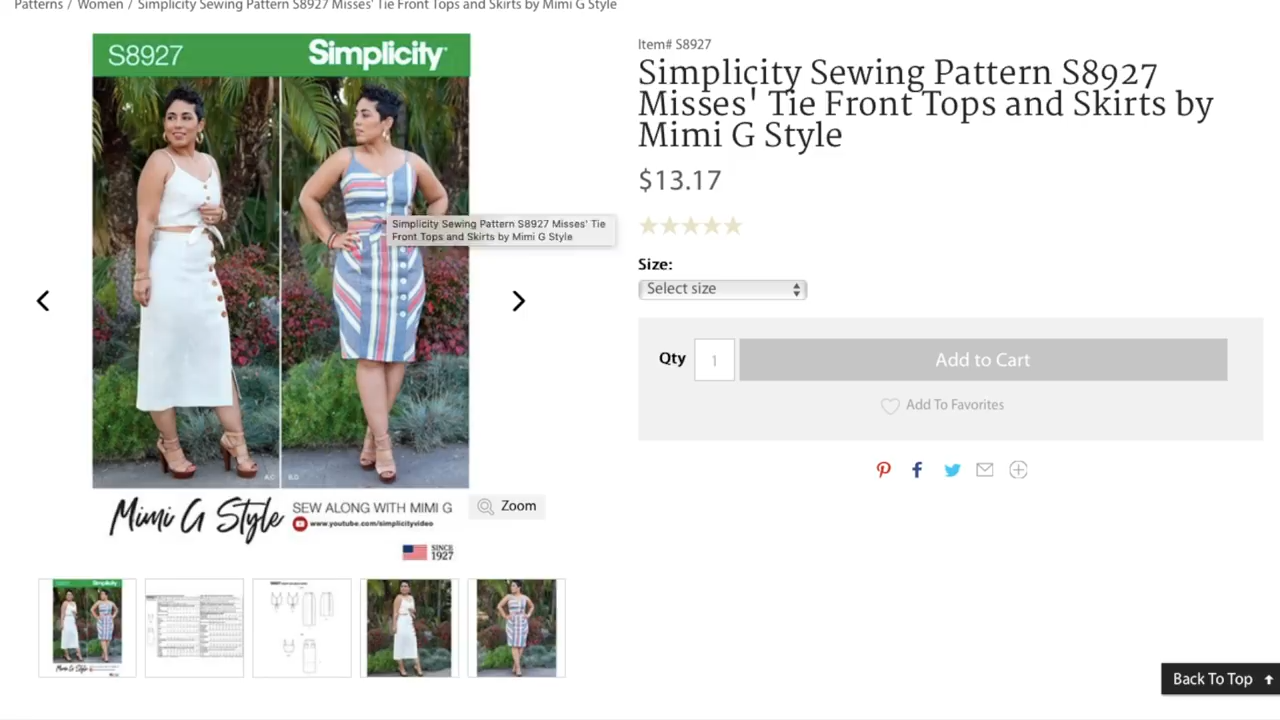 Patterns / Women / Simplicity Sewing Pattern S8927 Misses' Tie Front Tops and Skirts by Mimi G Style
S8927
Simplicity
Simplicity Sewing Pattern S8927 Misses' Tie
Front Tops and Skirts by Mimi G Style
A,C
B,D
Mimi G Style
SEW ALONG WITH MIMI G
www.youtube.com/simplicityvideo
SINCE
1927
Zoom
Item# S8927
Simplicity Sewing Pattern S8927
Misses' Tie Front Tops and Skirts by
Mimi G Style
$13.17
Size:
Select size
Qty
1
Add to Cart
Add To Favorites
Back To Top